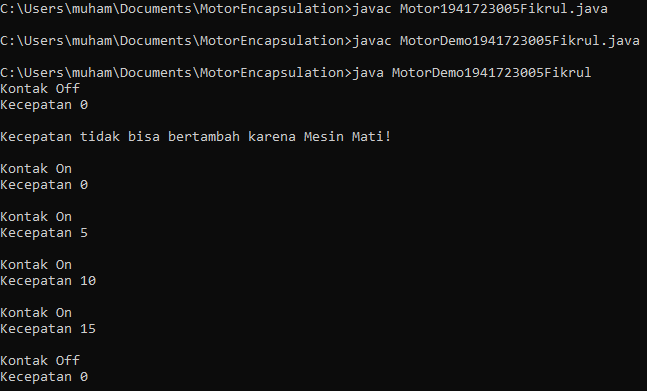 C:\Users\muham\Documents\MotorEncapsulation>javac Motor1941723005Fikrul.java
C:\Users\muham\Documents\MotorEncapsulation>javac MotorDemo1941723005Fikrul.java
C:\Users\muham\Documents\MotorEncapsulation>java MotorDemo1941723005Fikrul
Kontak Off
Kecepatan 0
Kecepatan tidak bisa bertambah karena Mesin Mati!
Kontak On
Kecepatan 0
Kontak On
Kecepatan 5
Kontak On
Kecepatan 10
Kontak On
Kecepatan 15
Kontak Off
Kecepatan 0